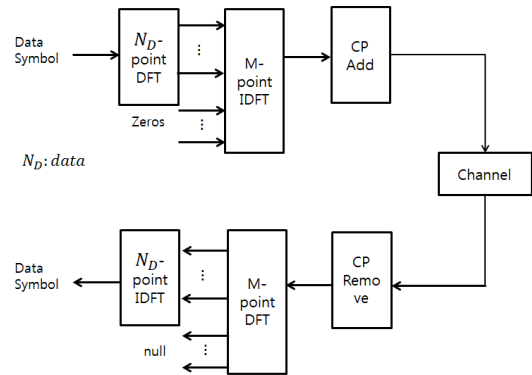 Data
Symbol
N_D-
point
DFT
Zeros
M-
point
IDFT
CP
Add
N_D: data
Channel
Data
Symbol
N_D-
point
IDFT
null
M-
point
DFT
CP
Remo
ve